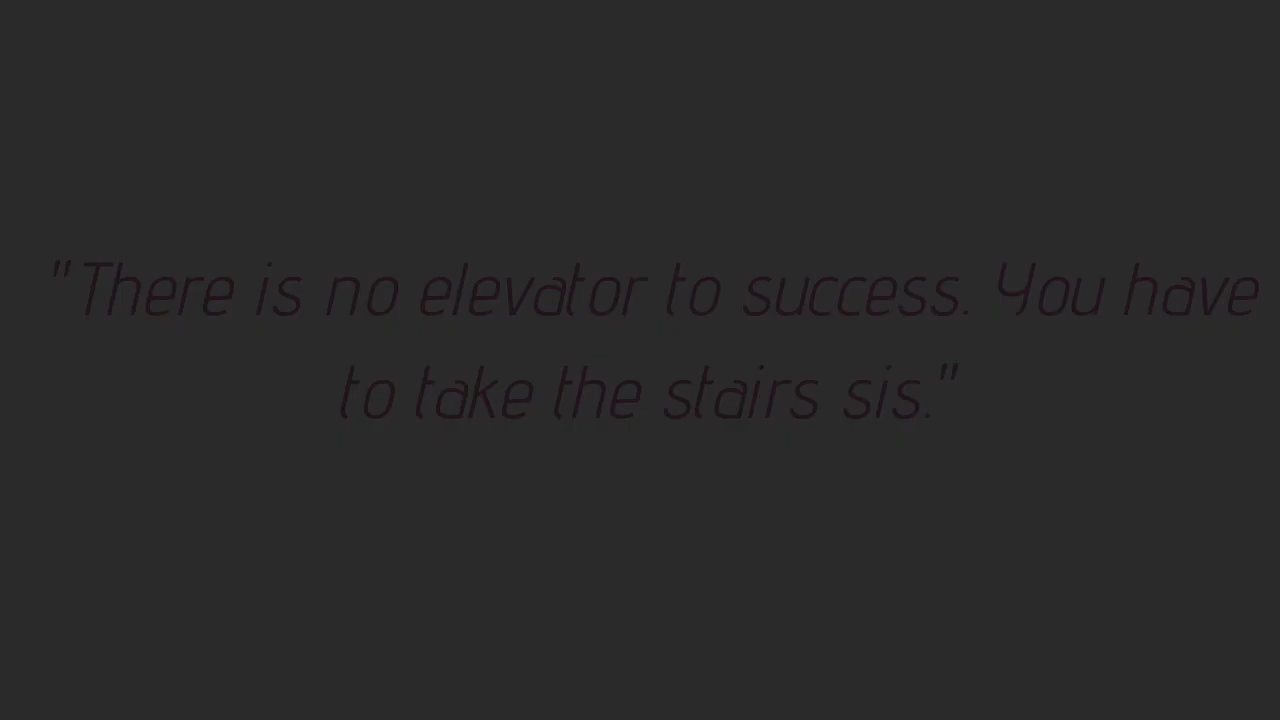 "There is no elevator to success. You have
to take the stairs sis."